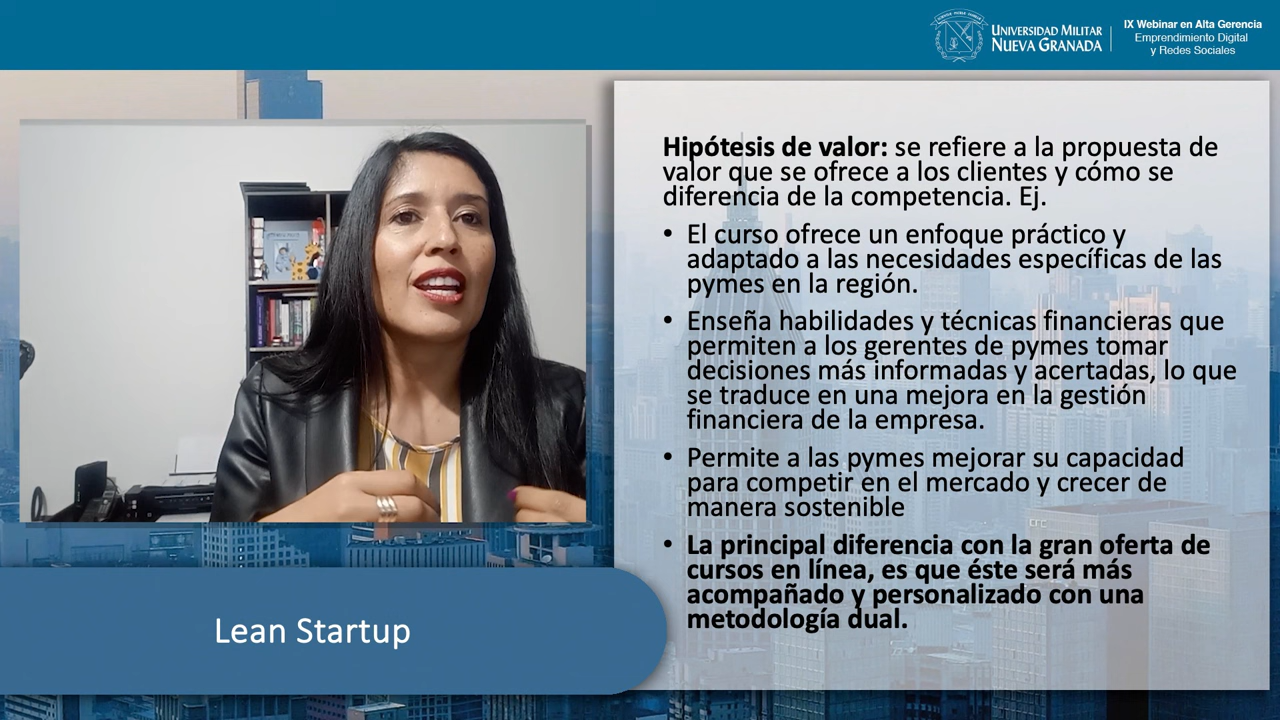 UNIVERSIDAD MILITAR
NUEVA GRANADA
IX Webinar en Alta Gerencia
Emprendimiento Digital
y Redes Sociales
Hipótesis de valor: se refiere a la propuesta de
valor que se ofrece a los clientes y cómo se
diferencia de la competencia. Ej.
• El curso ofrece un enfoque práctico y
adaptado a las necesidades específicas de las
pymes en la región.
• Enseña habilidades y técnicas financieras que
permiten a los gerentes de pymes tomar
decisiones más informadas y acertadas, lo que
se traduce en una mejora en la gestión
financiera de la empresa.
• Permite a las pymes mejorar su capacidad
para competir en el mercado y crecer de
manera sostenible
• La principal diferencia con la gran oferta de
cursos en línea, es que éste será más
acompañado y personalizado con una
metodología dual.
Lean Startup